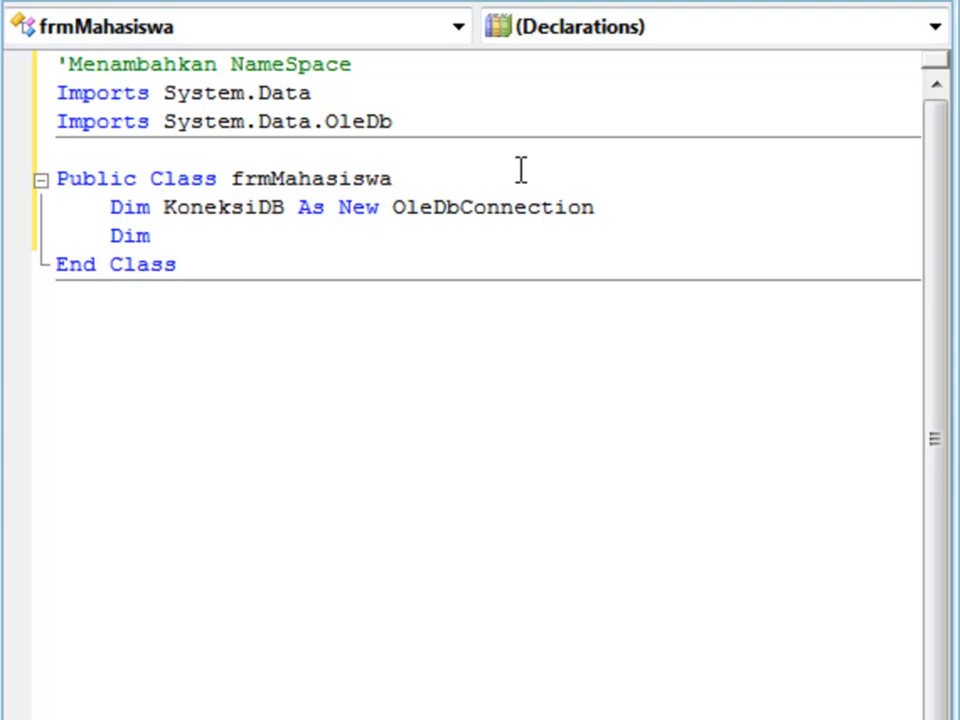 frmMahasiswa
(Declarations)
'Menambahkan NameSpace
Imports System.Data
Imports System.Data.OleDb
Public Class frmMahasiswa
Dim KoneksiDB As New OleDbConnection
Dim
End Class